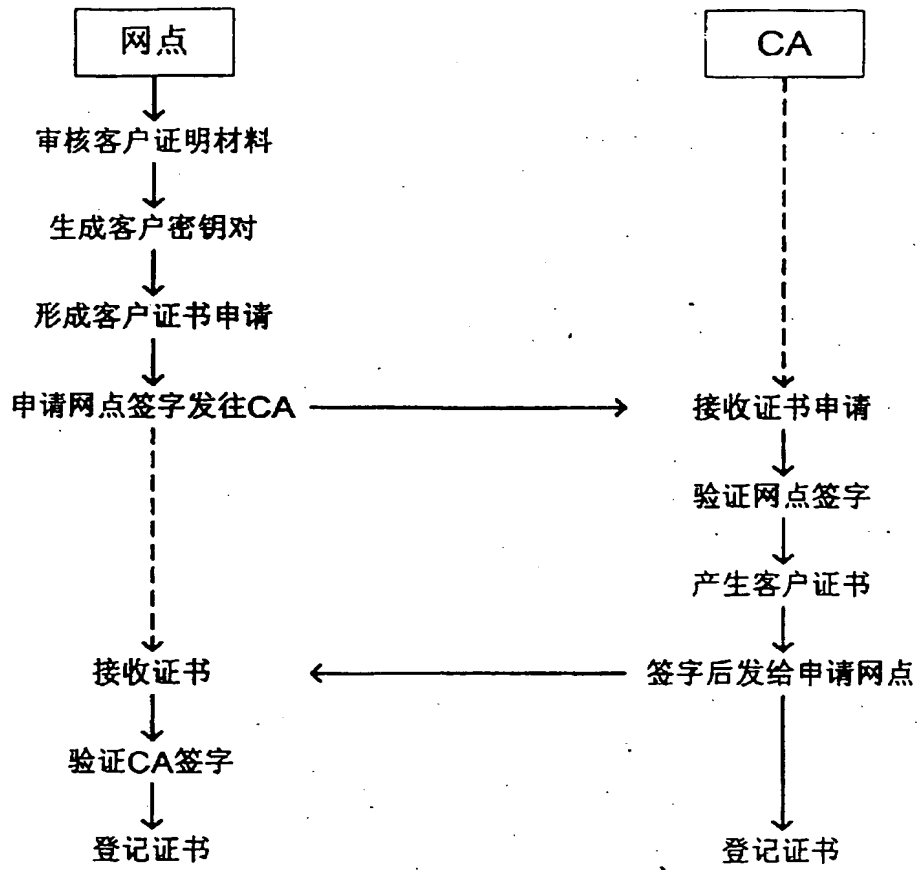 网点
审核客户证明材料
生成客户密钥对
形成客户证书申请
申请网点签字发往CA
接收证书
验证CA签字
登记证书
CA
接收证书申请
验证网点签字
产生客户证书
签字后发给申请网点
登记证书